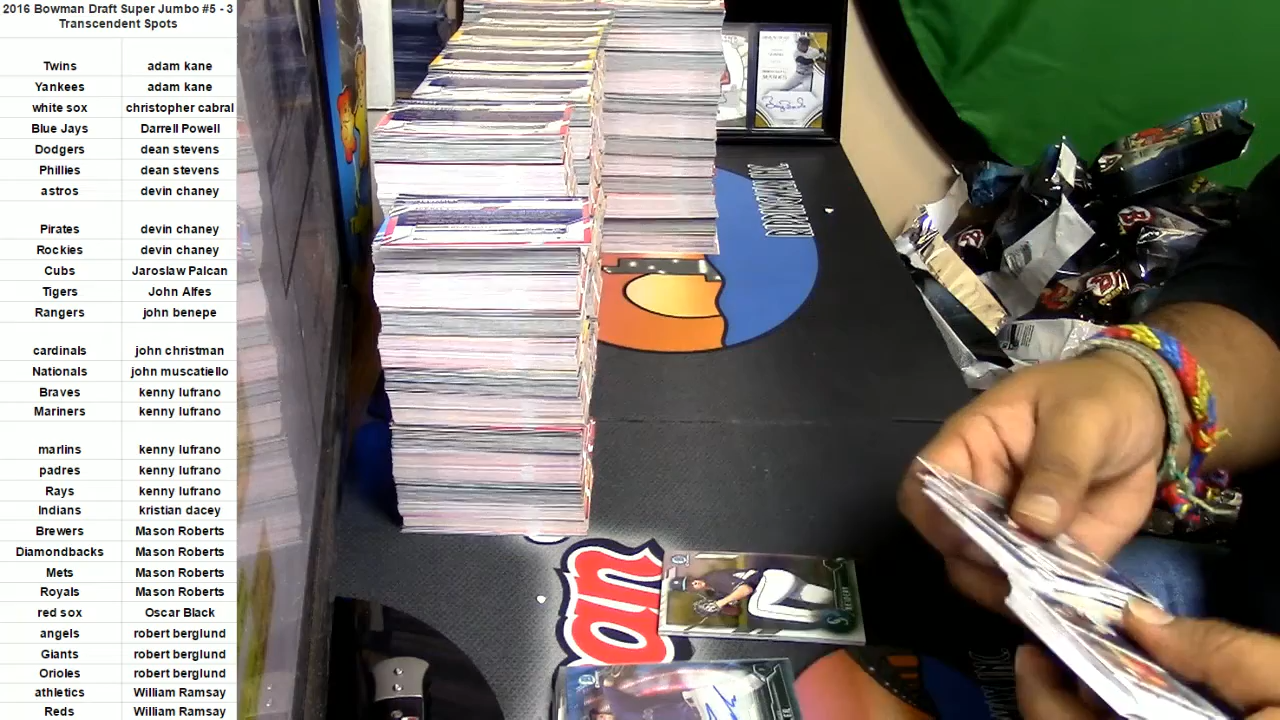 2016 Bowman Draft Super Jumbo #5 - 3
Transcendent Spots
Twins adam kane
Yankees adam kane
white sox christopher cabral
Blue Jays Darrell Powell
Dodgers dean stevens
Phillies dean stevens
astros devin chaney
Pirates devin chaney
Rockies devin chaney
Cubs Jaroslaw Palcan
Tigers John Alfes
Rangers john benepe
cardinals john christman
Nationals john muscatiello
Braves kenny lufrano
Mariners kenny lufrano
marlins kenny lufrano
padres kenny lufrano
Rays kenny lufrano
Indians kristian dacey
Brewers Mason Roberts
Diamondbacks Mason Roberts
Mets Mason Roberts
Royals Mason Roberts
red sox Oscar Black
angels robert berglund
Giants robert berglund
Orioles robert berglund
athletics William Ramsay
Reds William Ramsay